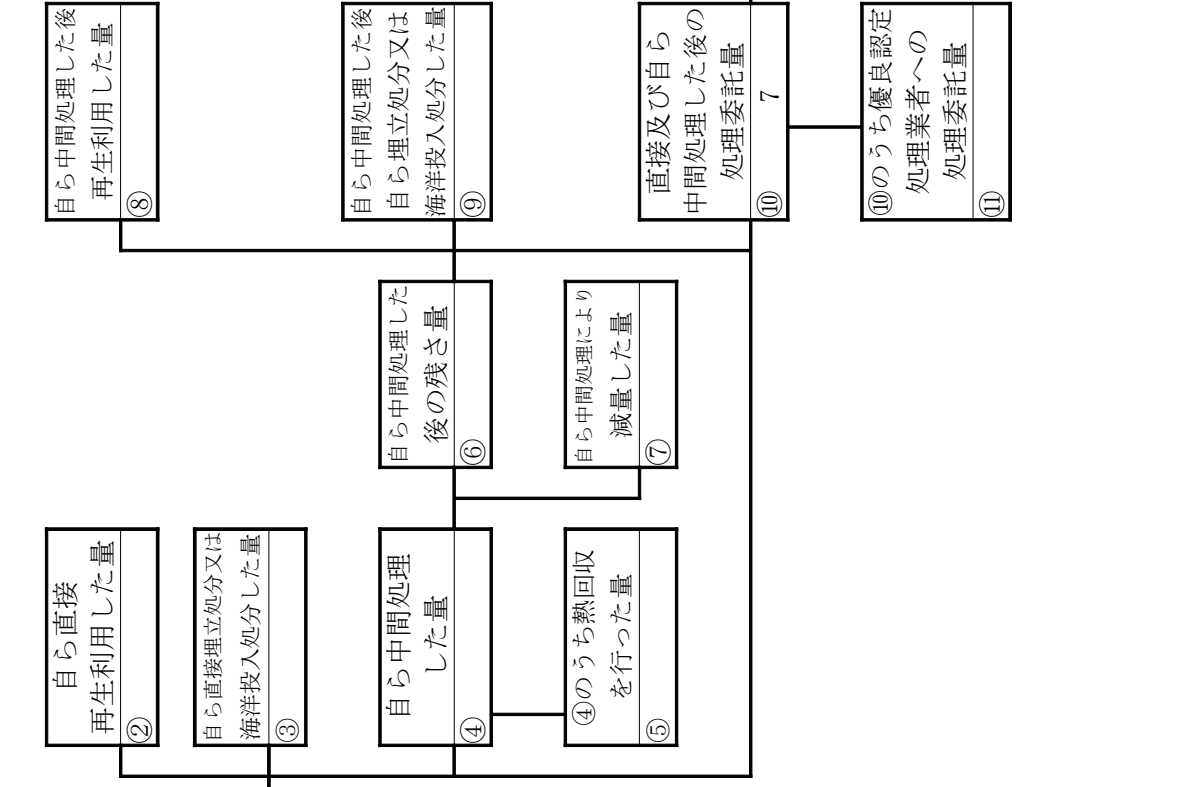 自ら直接
再生利用した量
②
自ら直接埋立処分又は
海洋投入処分した量
③
自ら中間処理
した量
④
④のうち熱回収
を行った量
⑤
自ら中間処理した
後の残さ量
⑥
自ら中間処理により
減量した量
⑦
自ら中間処理した後
再生利用した量
⑧
自ら中間処理した後
自ら埋立処分又は
海洋投入処分した量
⑨
直接及び自ら
中間処理した後の
処理委託量
⑩ 7
⑩のうち優良認定
処理業者への
処理委託量
⑪